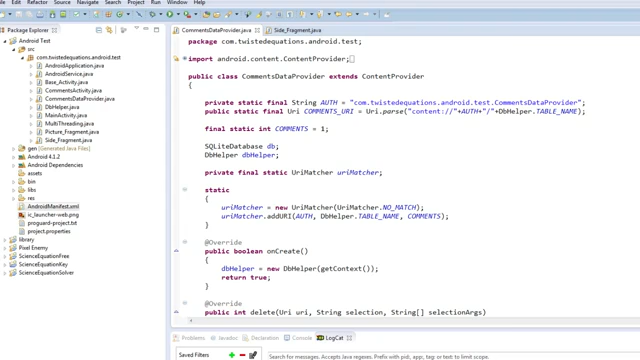 File Edit Refactor Source Navigate Search Project Run Window Help
Package Explorer
Android Test
src
com.twistedequations.android.test
AndroidApplication.java
AndroidService.java
Base_Activity.java
CommentsActivity.java
CommentsDataProvider.java
DbHelper.java
MainActivity.java
MultiThreading.java
Picture_Fragment.java
Side_Fragment.java
gen [Generated Java Files]
Android 4.1.2
Android Dependencies
assets
bin
libs
res
AndroidManifest.xml
ic_launcher-web.png
proguard-project.txt
project.properties
library
Pixel Enemy
ScienceEquationFree
ScienceEquationKey
ScienceEquationSolver
CommentsDataProvider.java
Side_Fragment.java
package com.twistedequations.android.test;
import android.content.ContentProvider;
public class CommentsDataProvider extends ContentProvider
{
private static final String AUTH = "com.twistedequations.android.test.CommentsDataProvider";
public static final Uri COMMENTS_URI = Uri.parse("content://"+AUTH+"/"+DbHelper.TABLE_NAME);
final static int COMMENTS = 1;
SQLiteDatabase db;
DbHelper dbHelper;
private static final UriMatcher uriMatcher;
static
{
uriMatcher = new UriMatcher(UriMatcher.NO_MATCH);
uriMatcher.addURI(AUTH, DbHelper.TABLE_NAME, COMMENTS);
}
@Override
public boolean onCreate()
{
dbHelper = new DbHelper(getContext());
return true;
}
@Override
public int delete(Uri uri, String selection, String[] selectionArgs)
Problems Javadoc Declaration Console LogCat
Saved Filters
Search for messages. Accepts Java regexes. Prefix with pid:, app:, tag: or text: to limit scope.